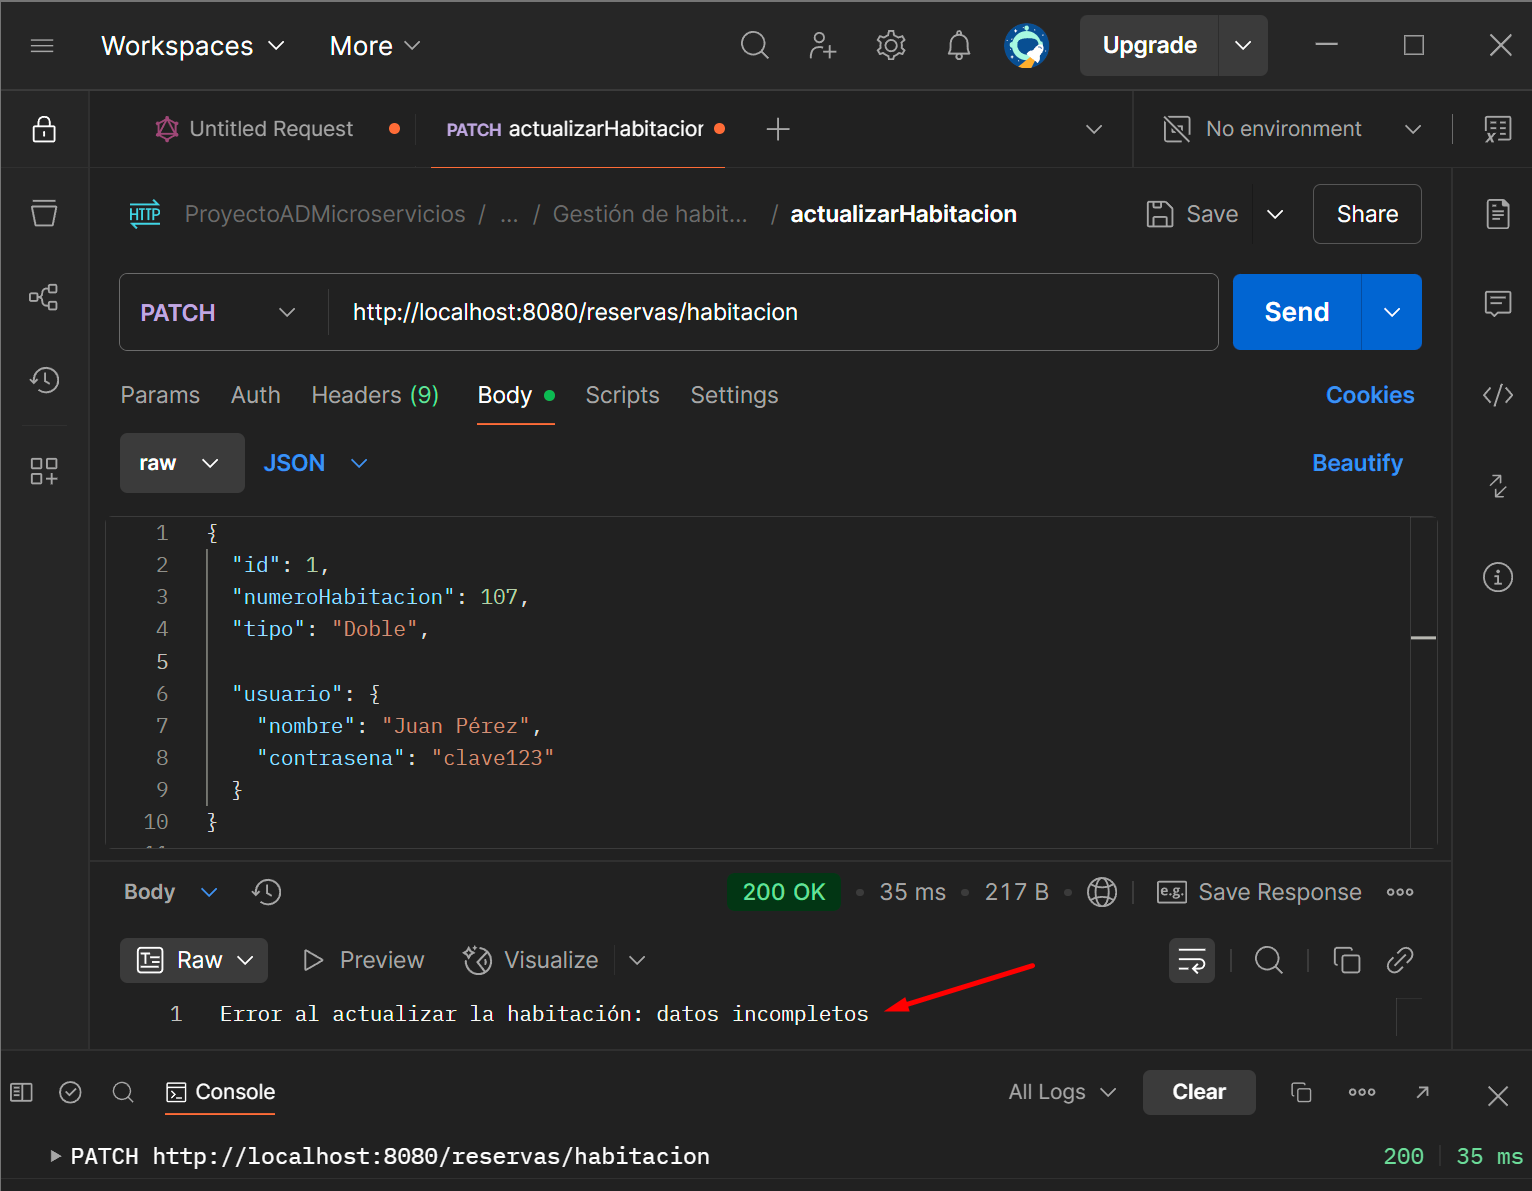 Workspaces More Upgrade
Untitled Request PATCH actualizarHabitacior No environment
HTTP ProyectoADMicroservicios / ... / Gestión de habit... / actualizarHabitacion Save Share
PATCH http://localhost:8080/reservas/habitacion Send
Params Auth Headers (9) Body Scripts Settings Cookies
raw JSON Beautify
1 {
2 "id": 1,
3 "numeroHabitacion": 107,
4 "tipo": "Doble",
5
6 "usuario": {
7 "nombre": "Juan Pérez",
8 "contrasena": "clave123"
9 }
10 }
Body 200 OK 35 ms 217 B e.g. Save Response
Raw Preview Visualize
1 Error al actualizar la habitación: datos incompletos
Console All Logs Clear
PATCH http://localhost:8080/reservas/habitacion 200 35 ms